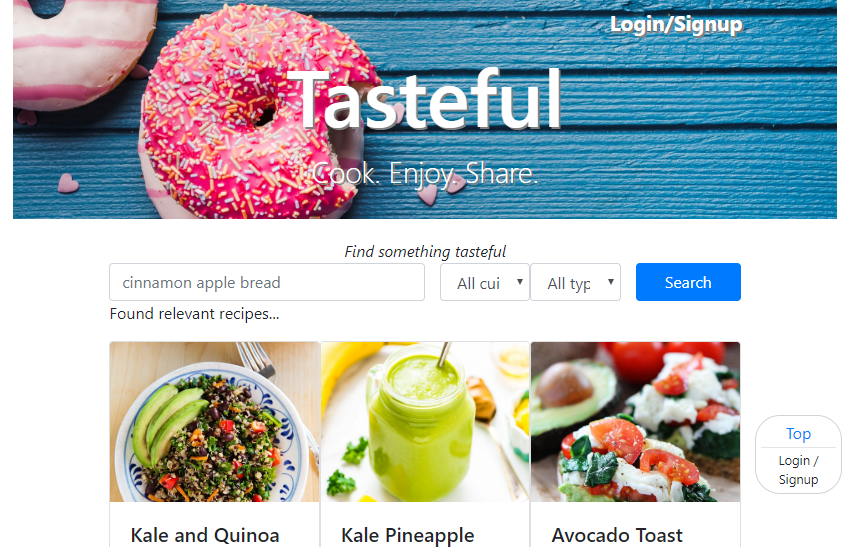 Login/Signup
Tasteful
Cook. Enjoy. Share.
Find something tasteful
cinnamon apple bread
All cui
All typ
Search
Found relevant recipes...
Top
Login /
Signup
Kale and Quinoa
Kale Pineapple
Avocado Toast